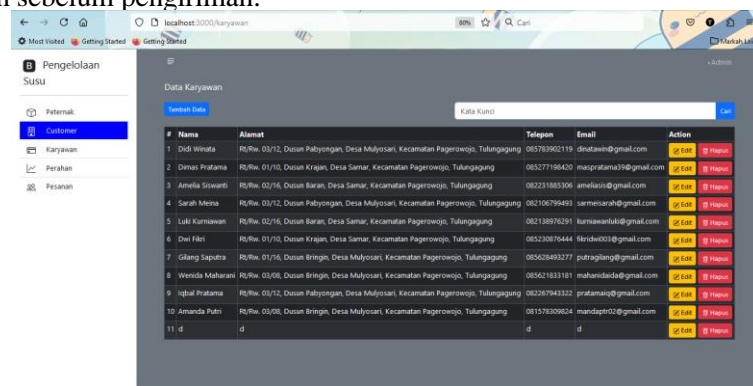 sebelum pengiriman.
localhost:3000/karyawan
80%
Cari
Most Visited Getting Started Getting Started
Pengelolaan Susu
Admin
Data Karyawan
Tambah Data Kata Kunci Cari
Peternak
Customer
Karyawan
Perahan
Pesanan
# Nama Alamat Telepon Email Action
1 Didi Winata Rt/Rw. 03/12, Dusun Pabyongan, Desa Mulyosari, Kecamatan Pagerowojo, Tulungagung 085783902119 dinatawin@gmail.com Edit Hapus
2 Dimas Pratama Rt/Rw. 01/10, Dusun Krajan, Desa Samar, Kecamatan Pagerowojo, Tulungagung 085277198420 maspratama39@gmail.com Edit Hapus
3 Amelia Siswanti Rt/Rw. 02/16, Dusun Baran, Desa Samar, Kecamatan Pagerowojo, Tulungagung 082231885306 ameliasis@gmail.com Edit Hapus
4 Sarah Meina Rt/Rw. 03/12, Dusun Pabyongan, Desa Mulyosari, Kecamatan Pagerowojo, Tulungagung 082106799493 sarmeisarah@gmail.com Edit Hapus
5 Luki Kurniawan Rt/Rw. 02/16, Dusun Baran, Desa Samar, Kecamatan Pagerowojo, Tulungagung 082138976291 kurniawanluki@gmail.com Edit Hapus
6 Dwi Fikri Rt/Rw. 01/10, Dusun Krajan, Desa Samar, Kecamatan Pagerowojo, Tulungagung 085230876444 fikridwi003@gmail.com Edit Hapus
7 Gilang Saputra Rt/Rw. 01/16, Dusun Bringin, Desa Mulyosari, Kecamatan Pagerowojo, Tulungagung 085628493277 putragilang@gmail.com Edit Hapus
8 Wenida Maharani Rt/Rw. 03/08, Dusun Bringin, Desa Mulyosari, Kecamatan Pagerowojo, Tulungagung 085621833181 mahanidaida@gmail.com Edit Hapus
9 Iqbal Pratama Rt/Rw. 03/12, Dusun Pabyongan, Desa Mulyosari, Kecamatan Pagerowojo, Tulungagung 082267943322 pratamaiq@gmail.com Edit Hapus
10 Amanda Putri Rt/Rw. 03/08, Dusun Bringin, Desa Mulyosari, Kecamatan Pagerowojo, Tulungagung 081578309824 mandaptr02@gmail.com Edit Hapus
11 d d d d Edit Hapus